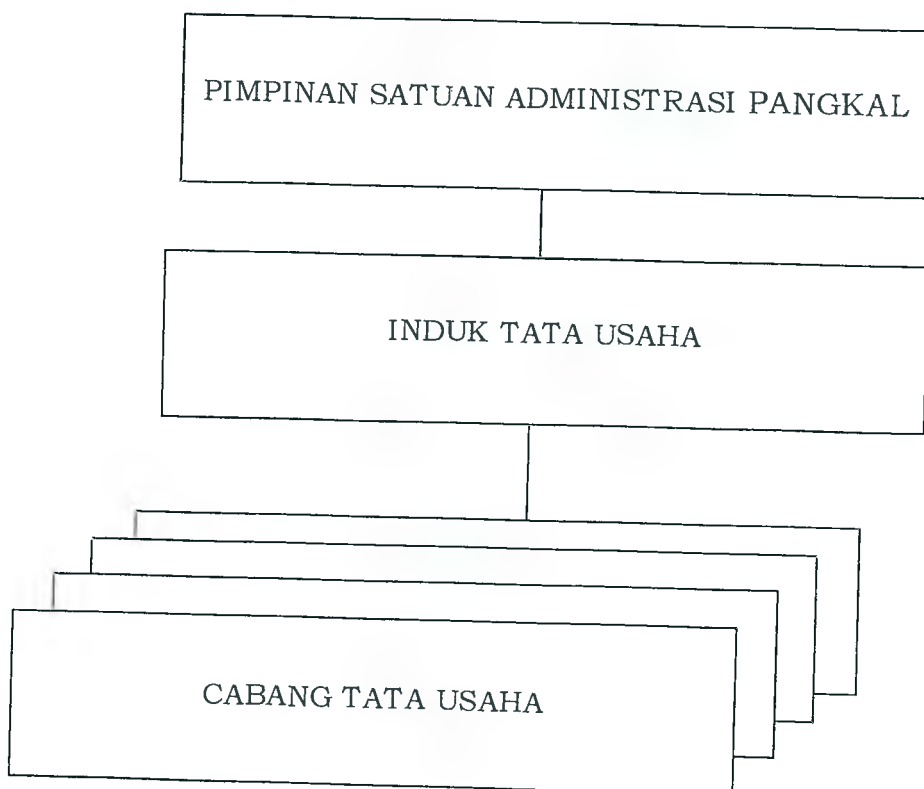 PIMPINAN SATUAN ADMINISTRASI PANGKAL
INDUK TATA USAHA
CABANG TATA USAHA